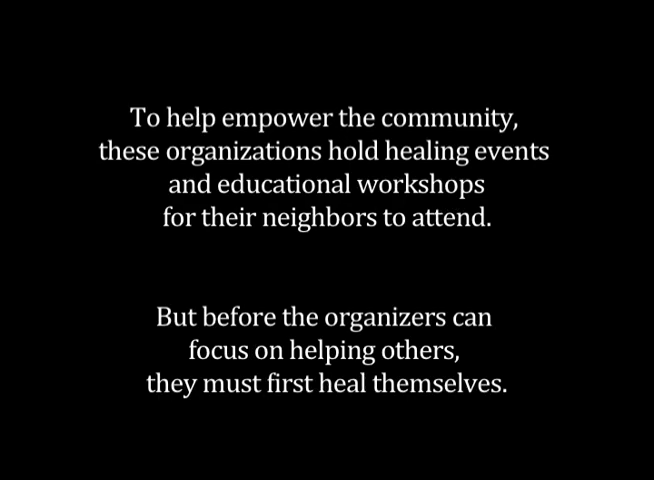 To help empower the community,
these organizations hold healing events
and educational workshops
for their neighbors to attend.
But before the organizers can
focus on helping others,
they must first heal themselves.